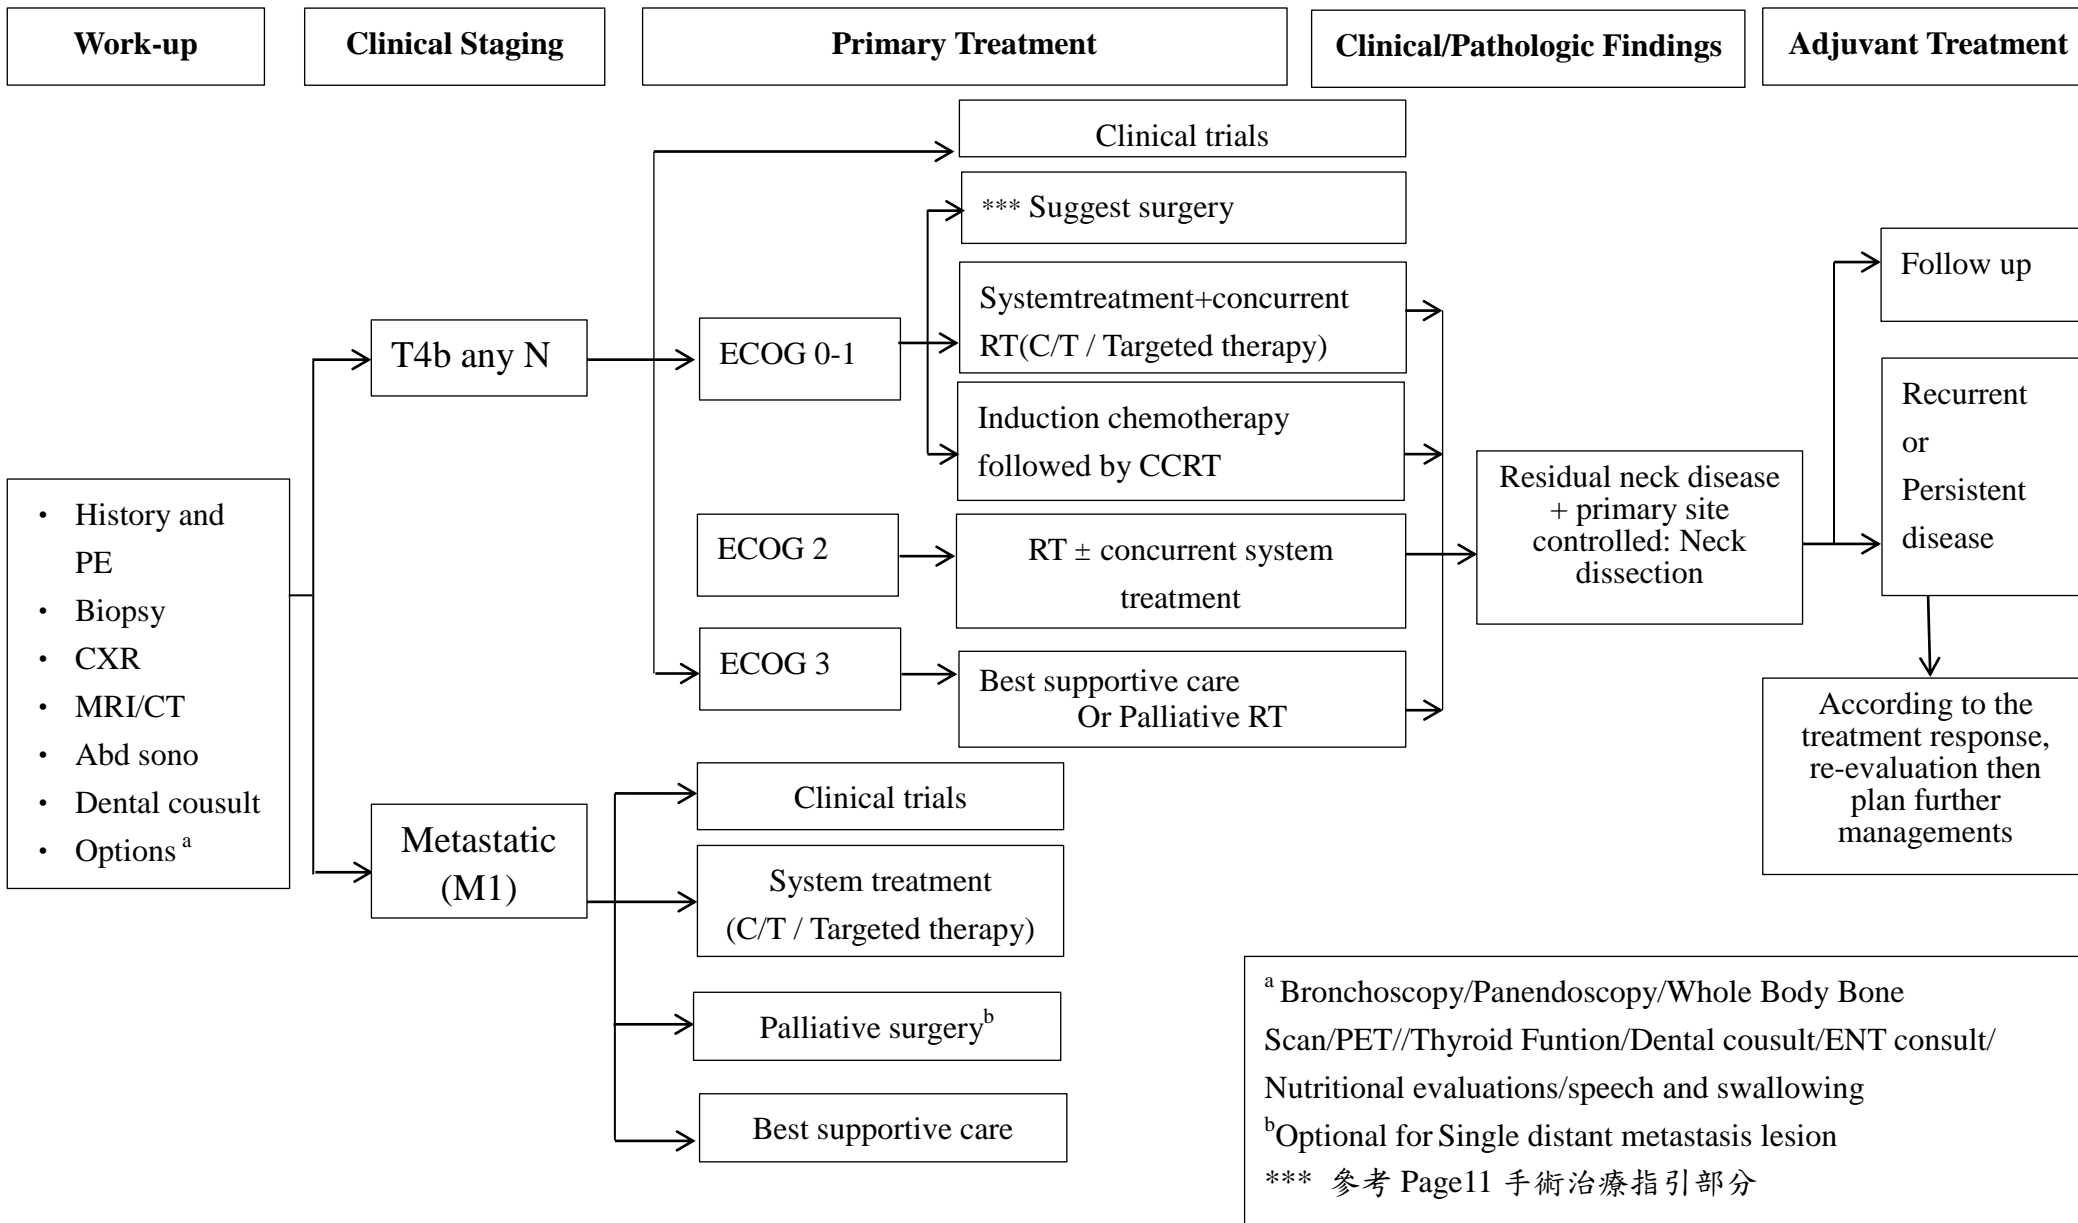 Work-up
Clinical Staging
Primary Treatment
Clinical/Pathologic Findings
Adjuvant Treatment
• History and
PE
• Biopsy
• CXR
• MRI/CT
• Abd sono
• Dental cousult
• Options a
T4b any N
Metastatic
(M1)
Clinical trials
ECOG 0-1
*** Suggest surgery
Systemtreatment+concurrent
RT(C/T / Targeted therapy)
Induction chemotherapy
followed by CCRT
ECOG 2
RT ± concurrent system
treatment
ECOG 3
Best supportive care
Or Palliative RT
Clinical trials
System treatment
(C/T / Targeted therapy)
Palliative surgeryb
Best supportive care
Residual neck disease
+ primary site
controlled: Neck
dissection
Follow up
Recurrent
or
Persistent
disease
According to the
treatment response,
re-evaluation then
plan further
managements
a Bronchoscopy/Panendoscopy/Whole Body Bone
Scan/PET//Thyroid Funtion/Dental cousult/ENT consult/
Nutritional evaluations/speech and swallowing
bOptional for Single distant metastasis lesion
*** 參考 Page11 手術治療指引部分